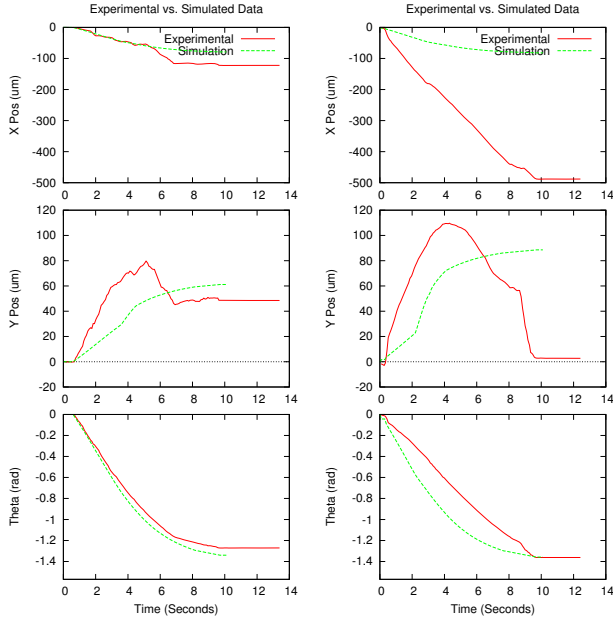 Experimental vs. Simulated Data
X Pos (um)
0
-100
-200
-300
-400
-500
Experimental
Simulation
0 2 4 6 8 10 12 14
Y Pos (um)
120
100
80
60
40
20
0
-20
0 2 4 6 8 10 12 14
Theta (rad)
0
-0.2
-0.4
-0.6
-0.8
-1
-1.2
-1.4
0 2 4 6 8 10 12 14
Time (Seconds)
Experimental vs. Simulated Data
X Pos (um)
0
-100
-200
-300
-400
-500
Experimental
Simulation
0 2 4 6 8 10 12 14
Y Pos (um)
120
100
80
60
40
20
0
-20
0 2 4 6 8 10 12 14
Theta (rad)
0
-0.2
-0.4
-0.6
-0.8
-1
-1.2
-1.4
0 2 4 6 8 10 12 14
Time (Seconds)